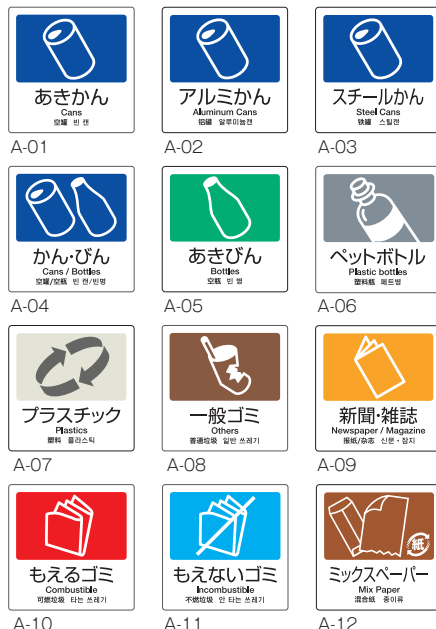 あきかん
Cans
空罐 빈 캔
A-01
アルミかん
Aluminum Cans
铝罐 알루미늄캔
A-02
スチールかん
Steel Cans
铁罐 스틸캔
A-03
かん・びん
Cans / Bottles
空罐/空瓶 빈 캔/빈병
A-04
あきびん
Bottles
空瓶 빈 병
A-05
ペットボトル
Plastic bottles
塑料瓶 페트병
A-06
プラスチック
Plastics
塑料 플라스틱
A-07
一般ゴミ
Others
普通垃圾 일반 쓰레기
A-08
新聞・雑誌
Newspaper / Magazine
报纸/杂志 신문・잡지
A-09
もえるゴミ
Combustible
可燃垃圾 타는 쓰레기
A-10
もえないゴミ
Incombustible
不燃垃圾 안 타는 쓰레기
A-11
紙
ミックスペーパー
Mix Paper
混合纸 종이류
A-12